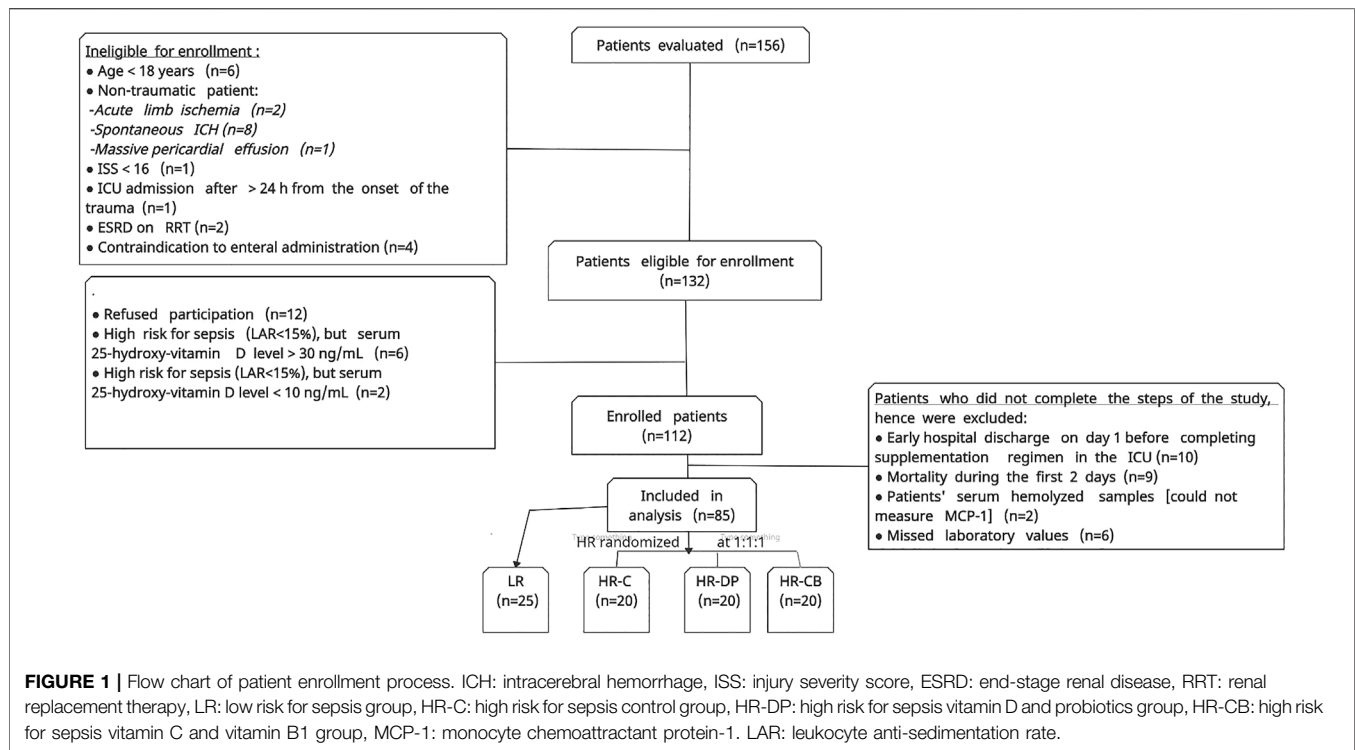 Patients evaluated (n=156)
Ineligible for enrollment :
● Age < 18 years (n=6)
● Non-traumatic patient:
-Acute limb ischemia (n=2)
-Spontaneous ICH (n=8)
-Massive pericardial effusion (n=1)
● ISS < 16 (n=1)
● ICU admission after > 24 h from the onset of the
trauma (n=1)
● ESRD on RRT (n=2)
● Contraindication to enteral administration (n=4)
Patients eligible for enrollment
(n=132)
.
● Refused participation (n=12)
● High risk for sepsis (LAR<15%), but serum
25-hydroxy-vitamin D level > 30 ng/mL (n=6)
● High risk for sepsis (LAR<15%), but serum
25-hydroxy-vitamin D level < 10 ng/mL (n=2)
Enrolled patients
(n=112)
Patients who did not complete the steps of the study,
hence were excluded:
● Early hospital discharge on day 1 before completing
supplementation regimen in the ICU (n=10)
● Mortality during the first 2 days (n=9)
● Patients' serum hemolyzed samples [could not
measure MCP-1] (n=2)
● Missed laboratory values (n=6)
Included in
analysis (n=85)
Type something Type something
HR randomized at 1:1:1
LR
(n=25)
HR-C
(n=20)
HR-DP
(n=20)
HR-CB
(n=20)
FIGURE 1 | Flow chart of patient enrollment process. ICH: intracerebral hemorrhage, ISS: injury severity score, ESRD: end-stage renal disease, RRT: renal
replacement therapy, LR: low risk for sepsis group, HR-C: high risk for sepsis control group, HR-DP: high risk for sepsis vitamin D and probiotics group, HR-CB: high risk
for sepsis vitamin C and vitamin B1 group, MCP-1: monocyte chemoattractant protein-1. LAR: leukocyte anti-sedimentation rate.